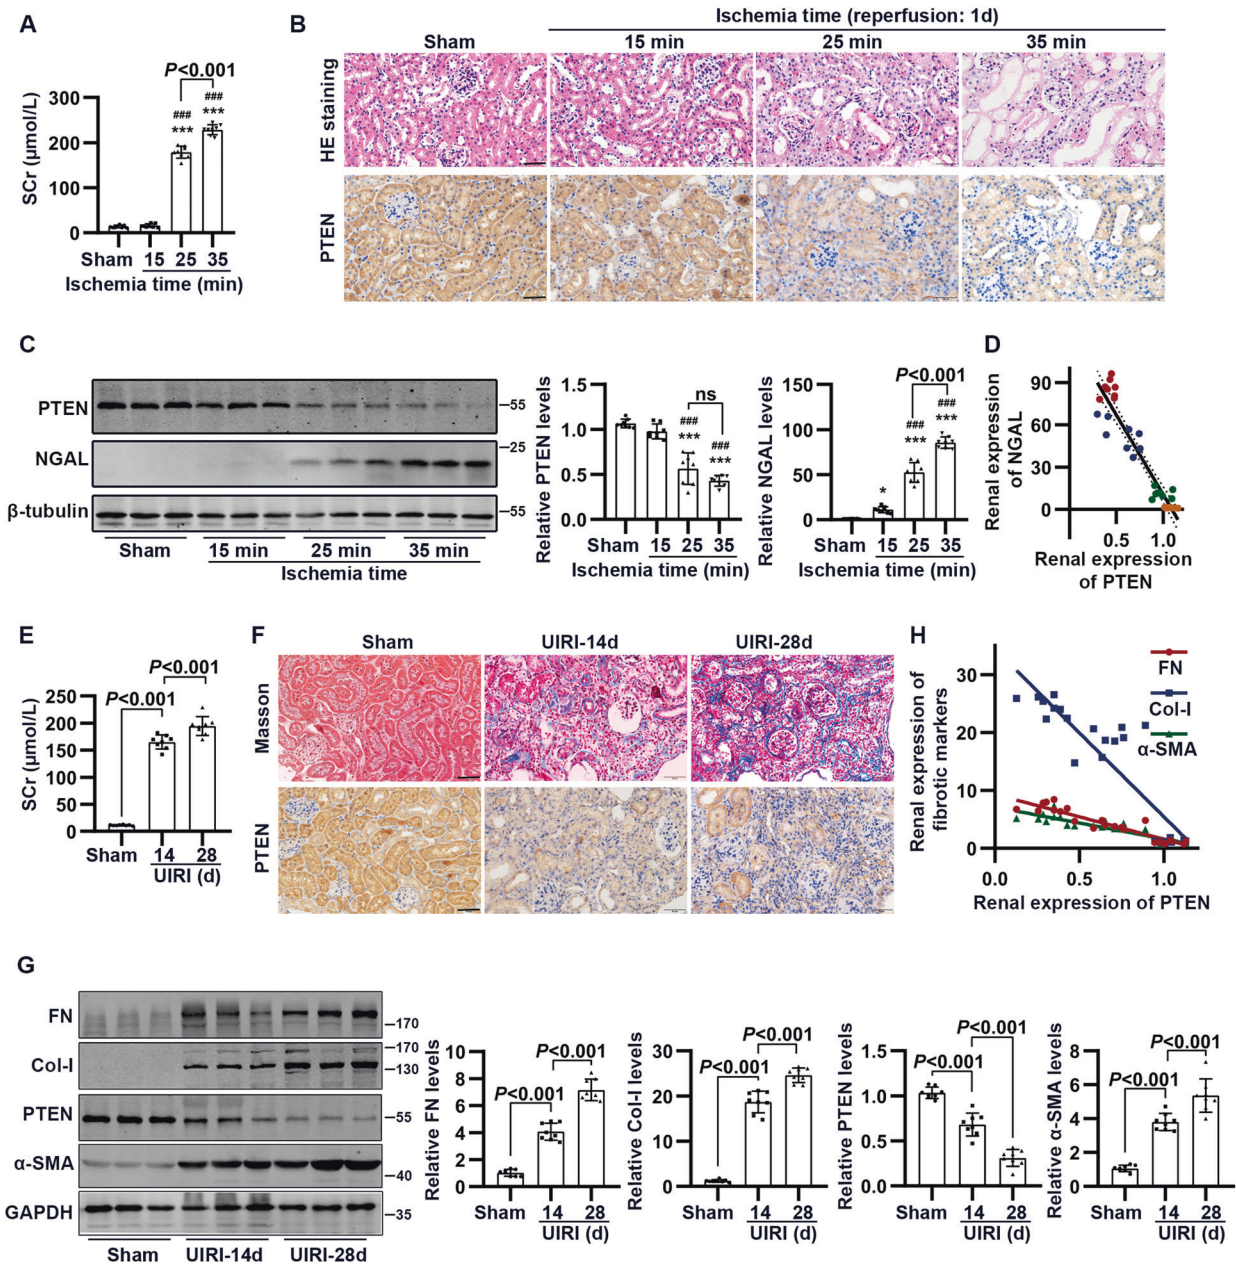 A
P<0.001
###
***
###
***
300
200
100
0
SCr (μmol/L)
Sham 15 25 35
Ischemia time (min)
B
Ischemia time (reperfusion: 1d)
Sham 15 min 25 min 35 min
HE staining
PTEN
C
PTEN
NGAL
β-tubulin
55
25
55
Sham 15 min 25 min 35 min
Ischemia time
Relative PTEN levels
1.5
1.0
0.5
0.0
ns
###
***
###
***
Sham 15 25 35
Ischemia time (min)
Relative NGAL levels
150
100
50
0
P<0.001
*
###
***
###
***
Sham 15 25 35
Ischemia time (min)
D
Renal expression
of NGAL
90
60
30
0
0.5 1.0
Renal expression
of PTEN
E
P<0.001
P<0.001
SCr (μmol/L)
250
200
150
100
50
0
Sham 14 28
UIRI (d)
F
Sham UIRI-14d UIRI-28d
Masson
PTEN
H
Renal expression of
fibrotic markers
30
20
10
0
FN
Col-I
α-SMA
0.0 0.5 1.0
Renal expression of PTEN
G
FN
Col-I
PTEN
α-SMA
GAPDH
170
170
130
55
40
35
Sham UIRI-14d UIRI-28d
Relative FN levels
10
8
6
4
2
0
P<0.001
P<0.001
Sham 14 28
UIRI (d)
Relative Col-I levels
30
20
10
0
P<0.001
P<0.001
Sham 14 28
UIRI (d)
Relative PTEN levels
1.5
1.0
0.5
0.0
P<0.001
P<0.001
Sham 14 28
UIRI (d)
Relative α-SMA levels
8
6
4
2
0
P<0.001
P<0.001
Sham 14 28
UIRI (d)